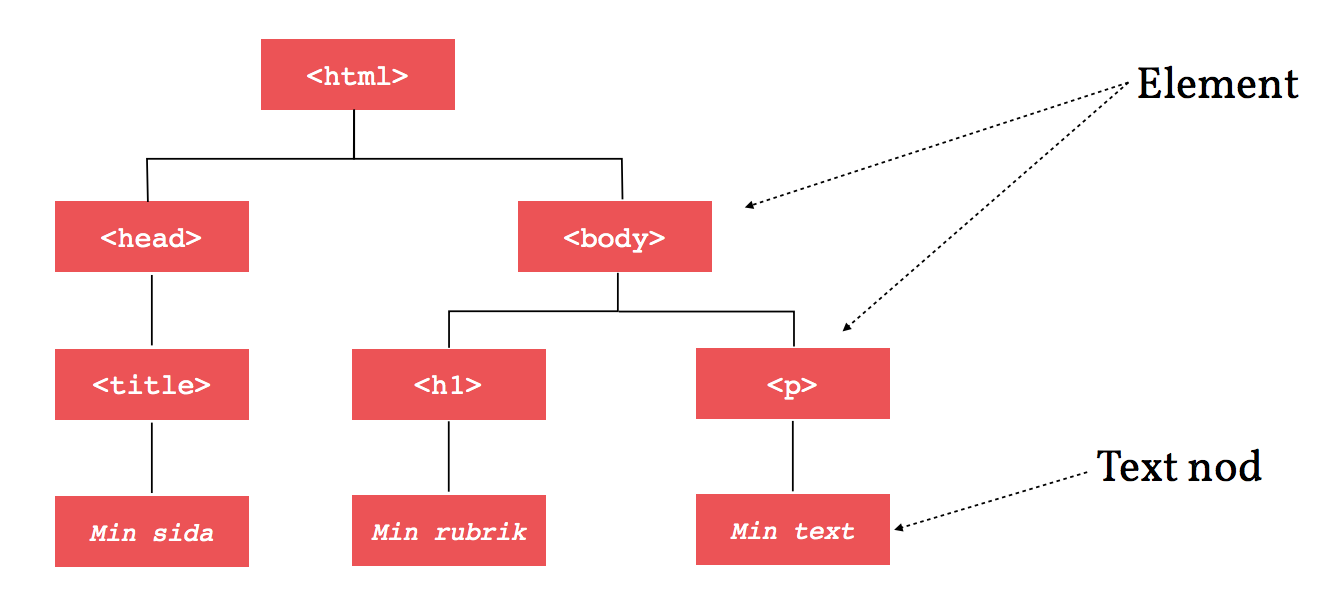 <html>
Element
<head>
<body>
<title>
<h1>
<p>
Text nod
Min sida
Min rubrik
Min text